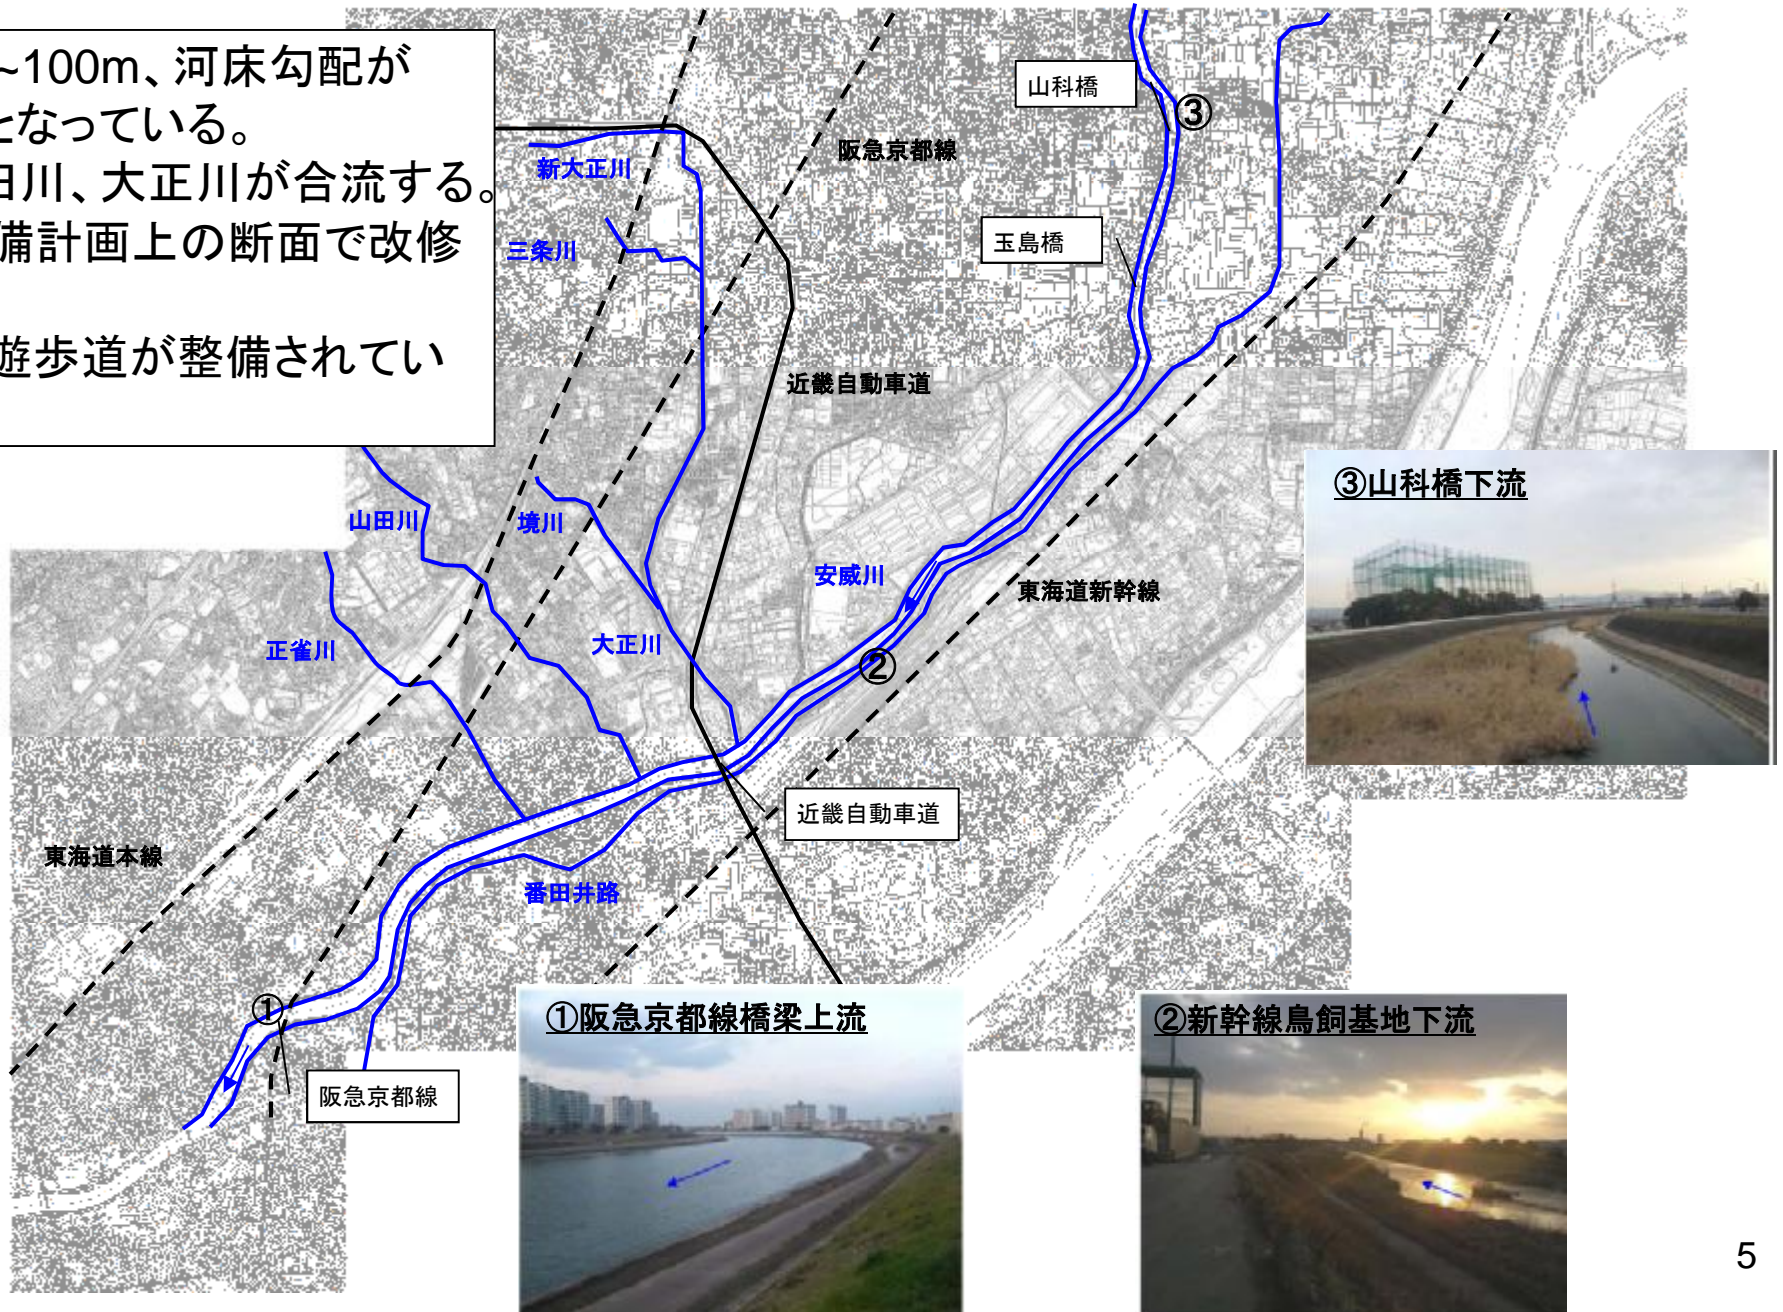 ~100m、河床勾配が
となっている。
田川、大正川が合流する。
備計画上の断面で改修
遊歩道が整備されてい
山科橋
③
阪急京都線
新大正川
玉島橋
三条川
近畿自動車道
③山科橋下流
山田川
境川
安威川
東海道新幹線
正雀川
大正川
②
近畿自動車道
東海道本線
番田井路
①
①阪急京都線橋梁上流
②新幹線鳥飼基地下流
阪急京都線
5